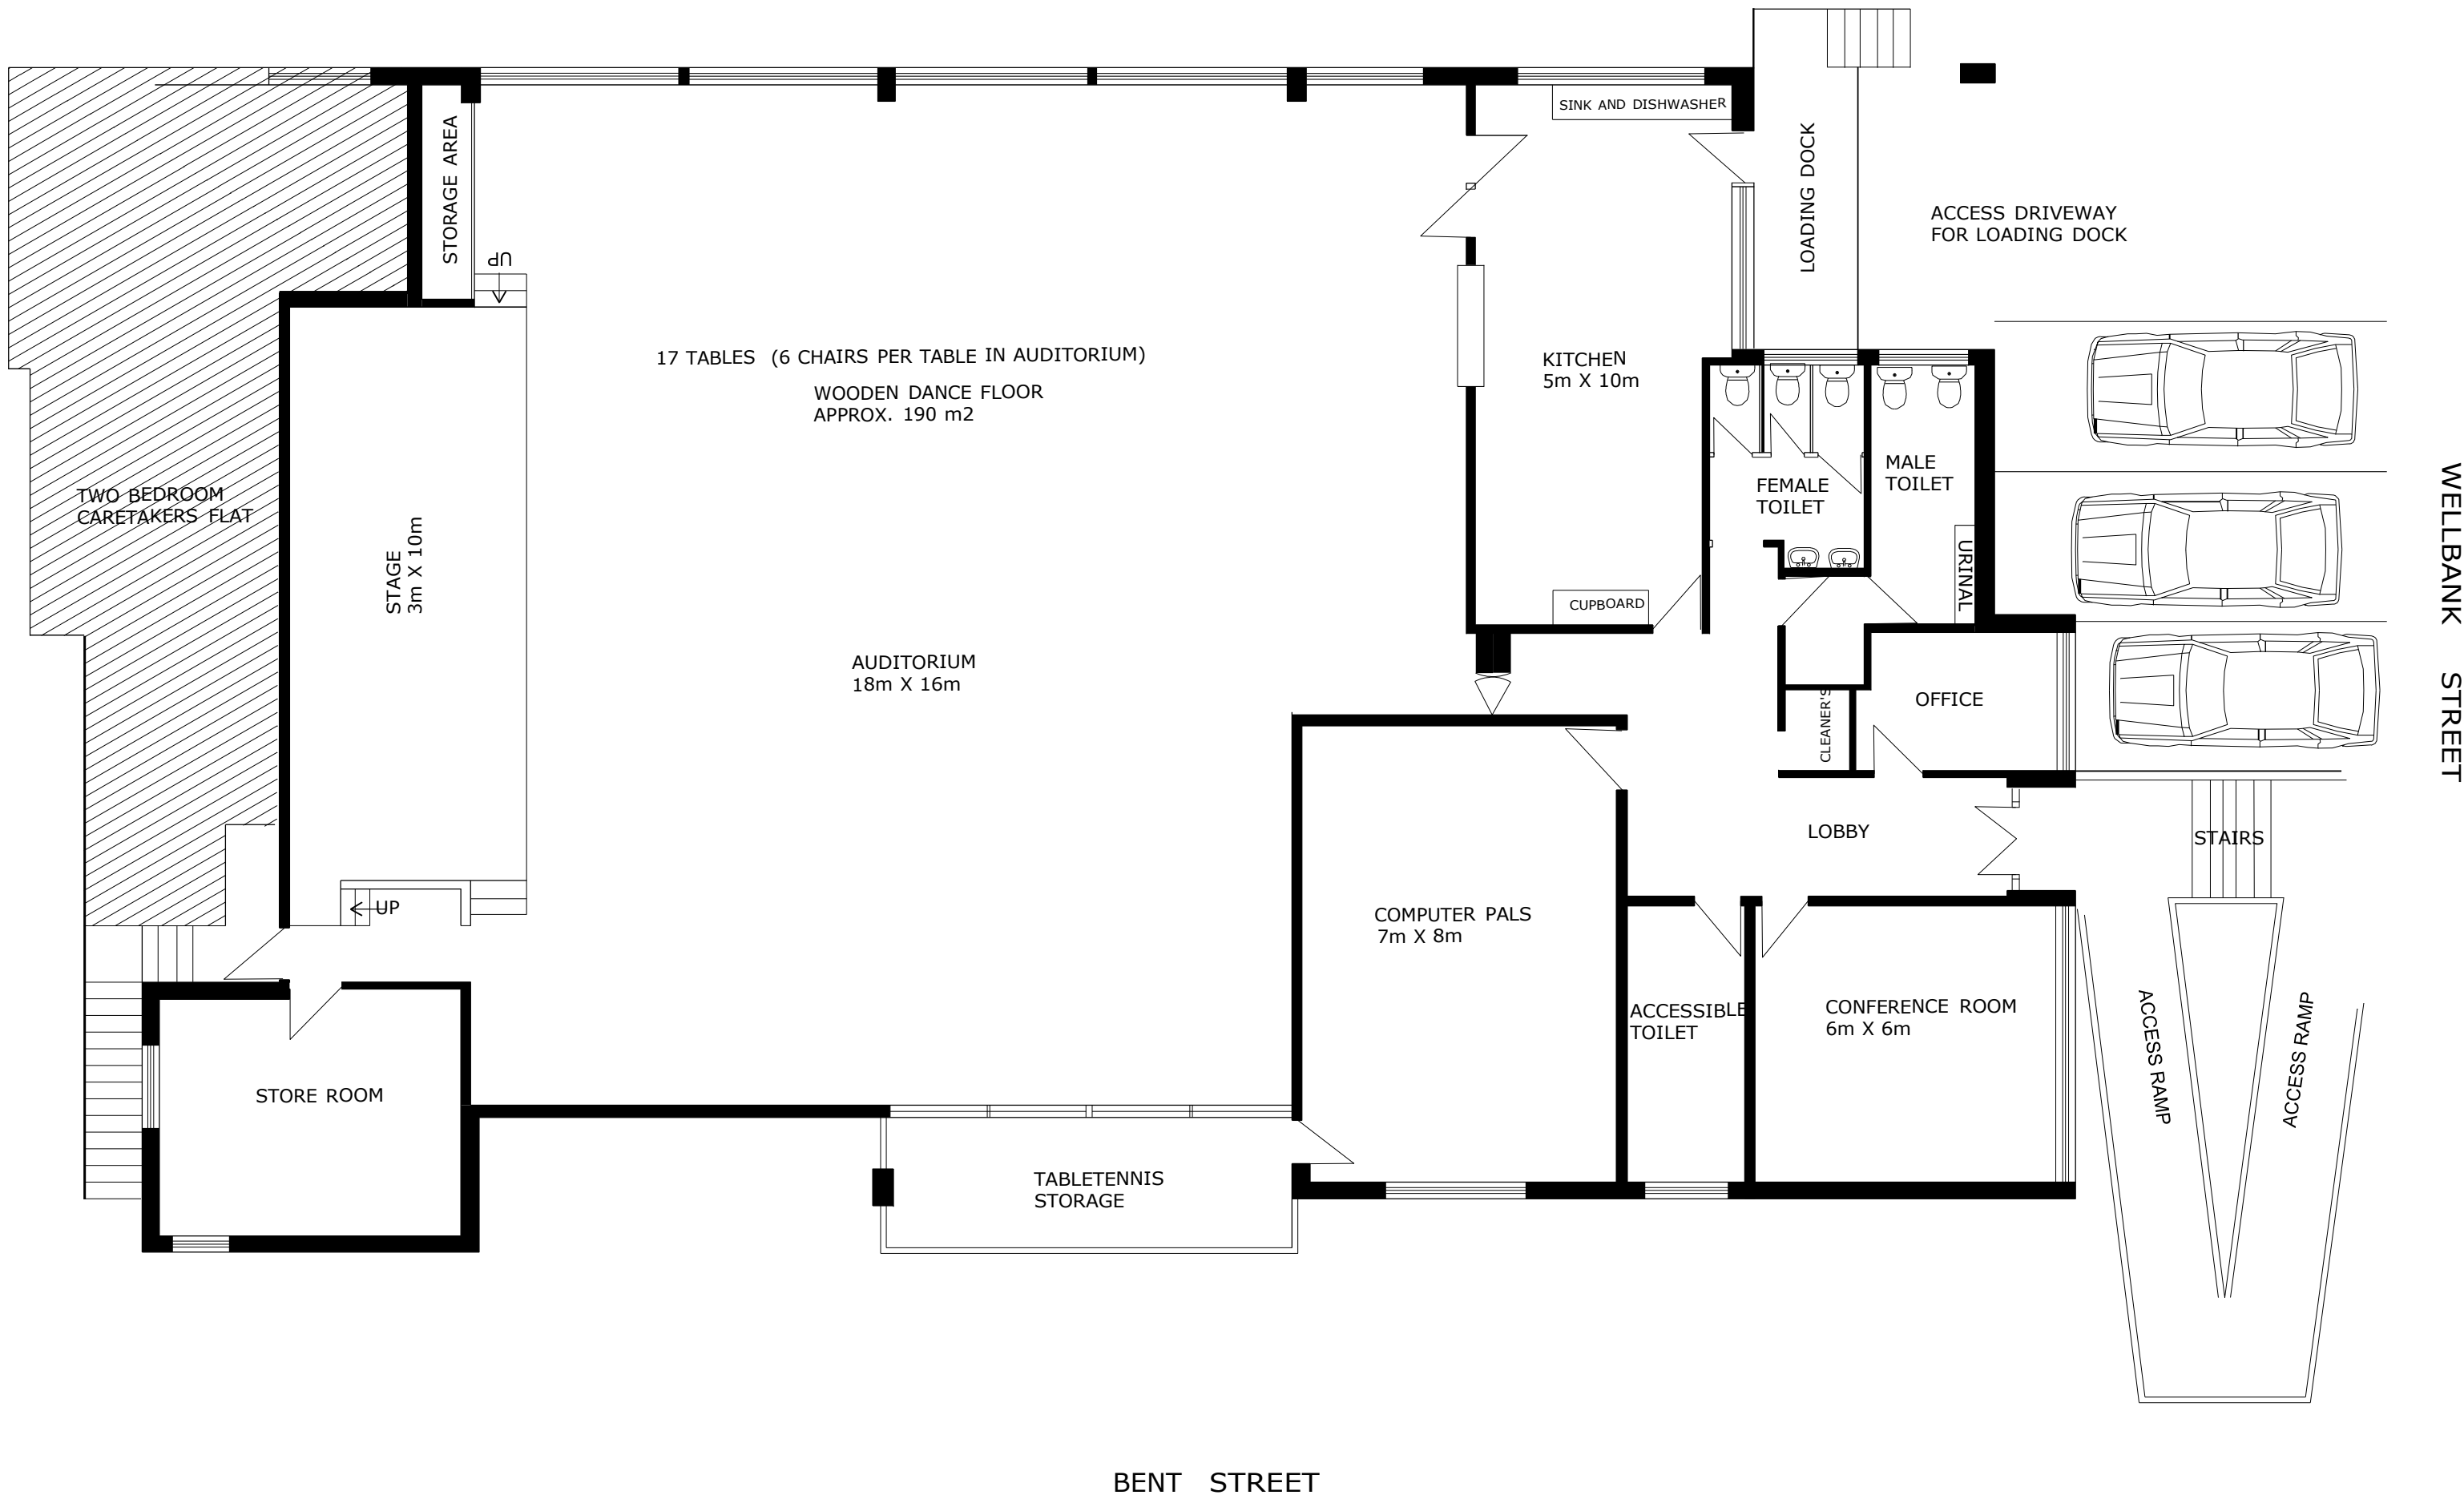 SINK AND DISHWASHER
STORAGE AREA
LOADING DOCK
ACCESS DRIVEWAY
FOR LOADING DOCK
UP
17 TABLES (6 CHAIRS PER TABLE IN AUDITORIUM)
WOODEN DANCE FLOOR
APPROX. 190 m2
KITCHEN
5m X 10m
TWO BEDROOM
CARETAKERS FLAT
STAGE
3m X 10m
FEMALE
TOILET
MALE
TOILET
URINAL
CUPBOARD
WELLBANK STREET
AUDITORIUM
18m X 16m
CLEANER'S
OFFICE
LOBBY
STAIRS
UP
COMPUTER PALS
7m X 8m
ACCESSIBLE
TOILET
CONFERENCE ROOM
6m X 6m
ACCESS RAMP
ACCESS RAMP
STORE ROOM
TABLETENNIS
STORAGE
BENT STREET